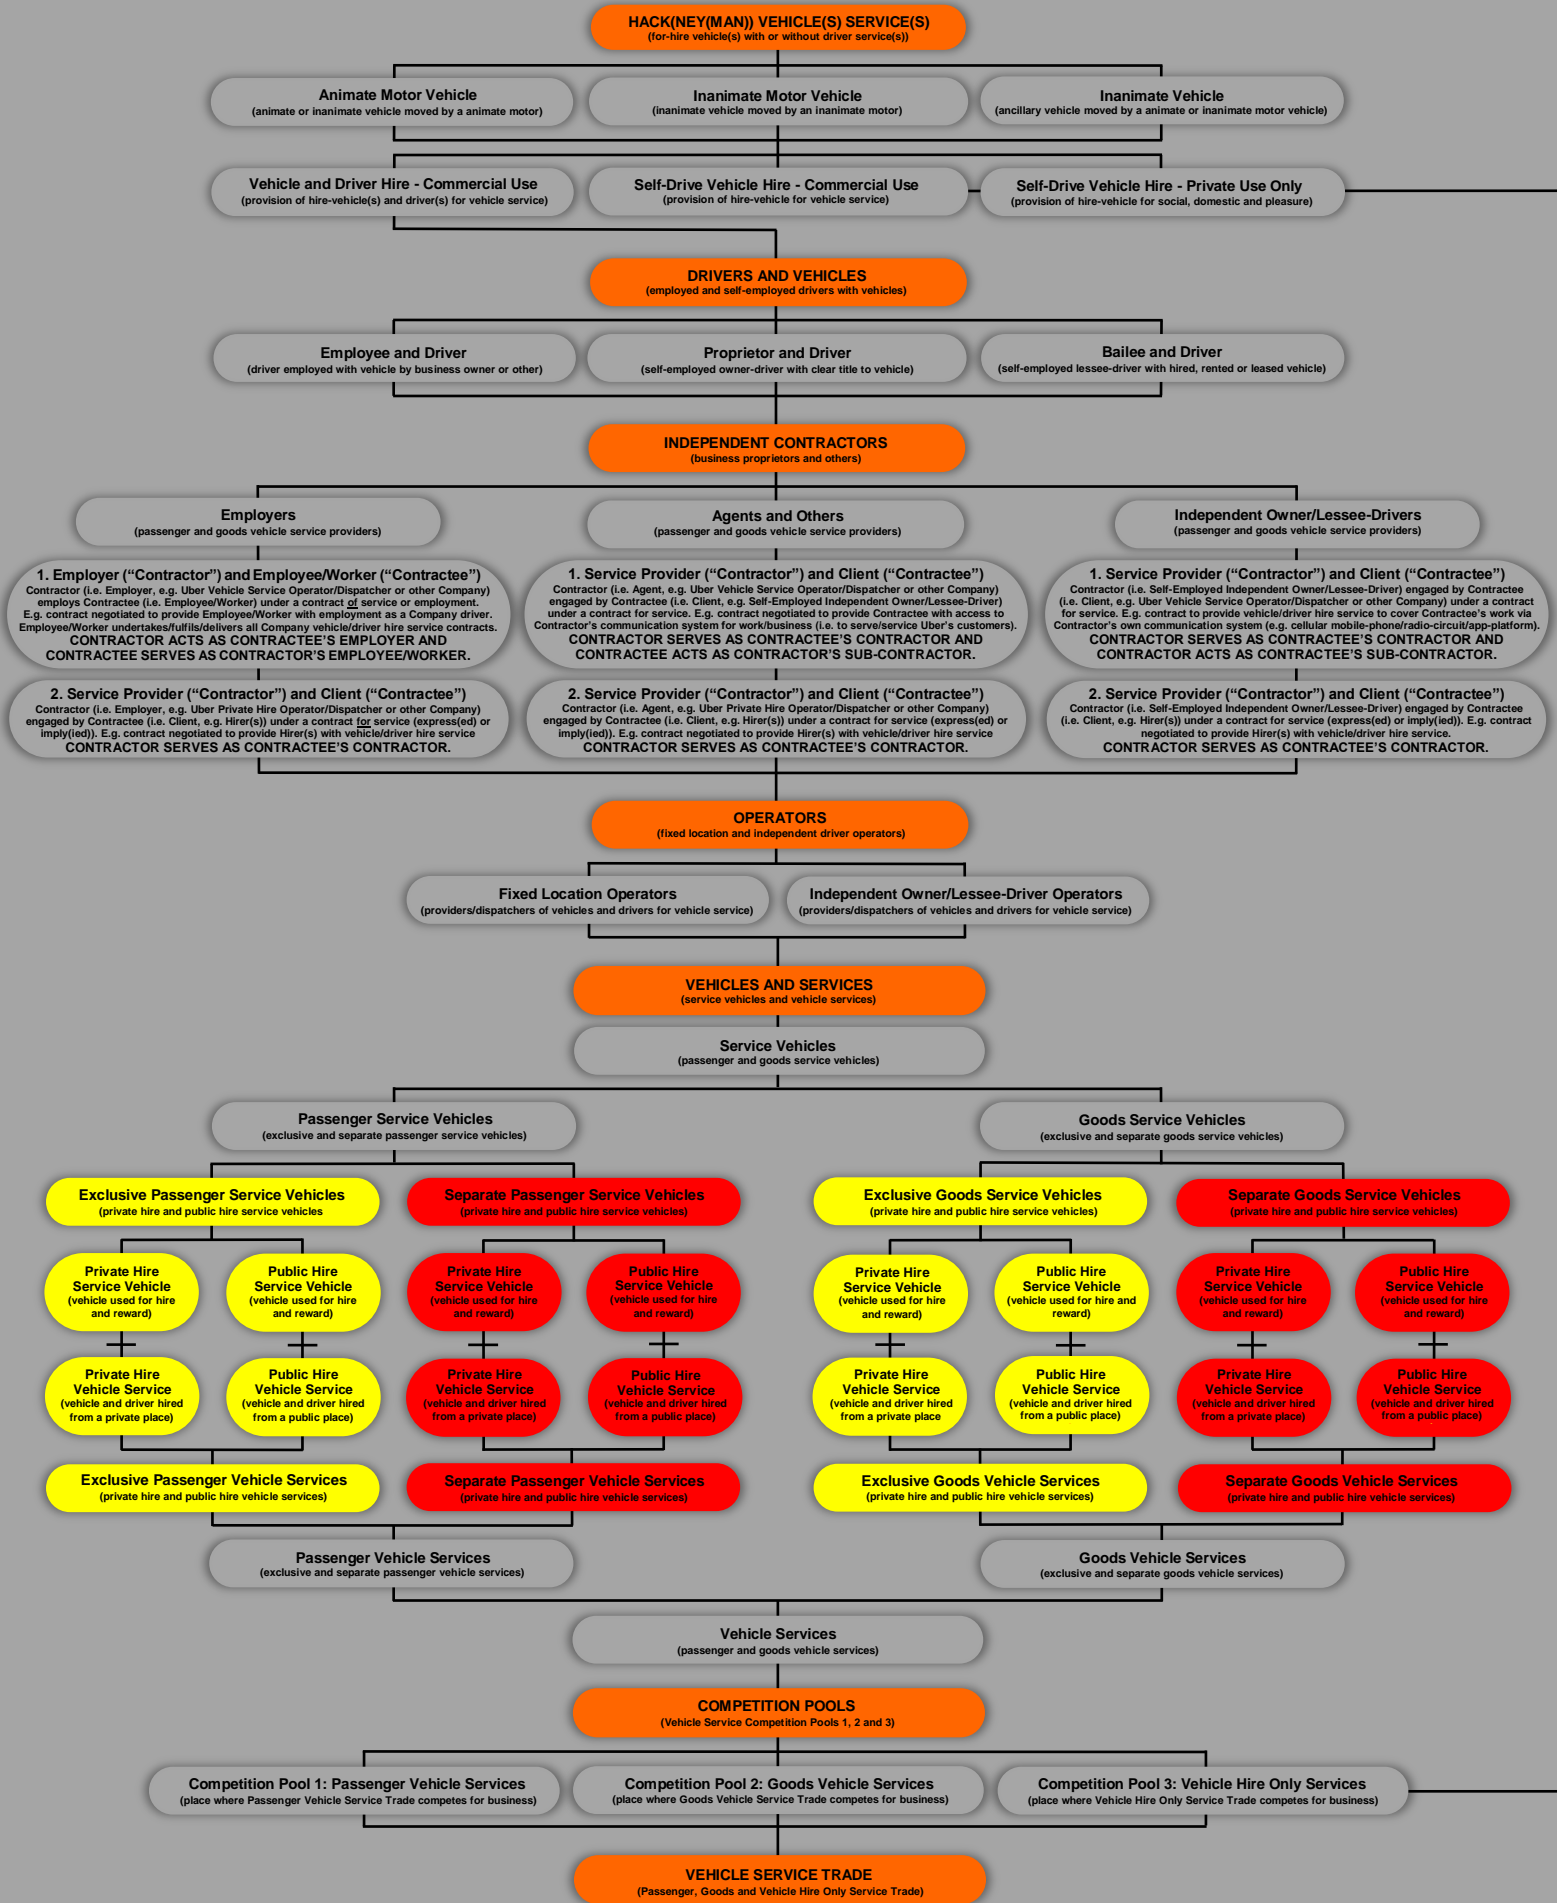 HACK(NEY(MAN)) VEHICLE(S) SERVICE(S)
(for-hire vehicle(s) with or without driver service(s))
Animate Motor Vehicle
(animate or inanimate vehicle moved by a animate motor)
Inanimate Motor Vehicle
(inanimate vehicle moved by an inanimate motor)
Inanimate Vehicle
(ancillary vehicle moved by a animate or inanimate motor vehicle)
Vehicle and Driver Hire - Commercial Use
(provision of hire-vehicle(s) and driver(s) for vehicle service)
Self-Drive Vehicle Hire - Commercial Use
(provision of hire-vehicle for vehicle service)
Self-Drive Vehicle Hire - Private Use Only
(provision of hire-vehicle for social, domestic and pleasure)
DRIVERS AND VEHICLES
(employed and self-employed drivers with vehicles)
Employee and Driver
(driver employed with vehicle by business owner or other)
Proprietor and Driver
(self-employed owner-driver with clear title to vehicle)
Bailee and Driver
(self-employed lessee-driver with hired, rented or leased vehicle)
INDEPENDENT CONTRACTORS
(business proprietors and others)
Employers
(passenger and goods vehicle service providers)
Agents and Others
(passenger and goods vehicle service providers)
Independent Owner/Lessee-Drivers
(passenger and goods vehicle service providers)
1. Employer (“Contractor”) and Employee/Worker (“Contractee”)
Contractor (i.e. Employer, e.g. Uber Vehicle Service Operator/Dispatcher or other Company)
employs Contractee (i.e. Employee/Worker) under a contract of service or employment.
E.g. contract negotiated to provide Employee/Worker with employment as a Company driver.
Employee/Worker undertakes/fulfils/delivers all Company vehicle/driver hire service contracts.
CONTRACTOR ACTS AS CONTRACTEE’S EMPLOYER AND
CONTRACTEE SERVES AS CONTRACTOR’S EMPLOYEE/WORKER.
1. Service Provider (“Contractor”) and Client (“Contractee”)
Contractor (i.e. Agent, e.g. Uber Vehicle Service Operator/Dispatcher or other Company)
engaged by Contractee (i.e. Client, e.g. Self-Employed Independent Owner/Lessee-Driver)
under a contract for service. E.g. contract negotiated to provide Contractee with access to
Contractor’s communication system for work/business (i.e. to serve/service Uber’s customers).
CONTRACTOR SERVES AS CONTRACTEE’S CONTRACTOR AND
CONTRACTEE ACTS AS CONTRACTOR’S SUB-CONTRACTOR.
1. Service Provider (“Contractor”) and Client (“Contractee”)
Contractor (i.e. Self-Employed Independent Owner/Lessee-Driver) engaged by Contractee
(i.e. Client, e.g. Uber Vehicle Service Operator/Dispatcher or other Company) under a contract
for service. E.g. contract to provide vehicle/driver hire service to cover Contractee’s work via
Contractor’s own communication system (e.g. cellular mobile-phone/radio-circuit/app-platform).
CONTRACTOR SERVES AS CONTRACTEE’S CONTRACTOR AND
CONTRACTOR ACTS AS CONTRACTEE’S SUB-CONTRACTOR.
2. Service Provider (“Contractor”) and Client (“Contractee”)
Contractor (i.e. Employer, e.g. Uber Private Hire Operator/Dispatcher or other Company)
engaged by Contractee (i.e. Client, e.g. Hirer(s)) under a contract for service (express(ed) or
imply(ied)). E.g. contract negotiated to provide Hirer(s) with vehicle/driver hire service
CONTRACTOR SERVES AS CONTRACTEE’S CONTRACTOR.
2. Service Provider (“Contractor”) and Client (“Contractee”)
Contractor (i.e. Agent, e.g. Uber Private Hire Operator/Dispatcher or other Company)
engaged by Contractee (i.e. Client, e.g. Hirer(s)) under a contract for service (express(ed) or
imply(ied)). E.g. contract negotiated to provide Hirer(s) with vehicle/driver hire service
CONTRACTOR SERVES AS CONTRACTEE’S CONTRACTOR.
2. Service Provider (“Contractor”) and Client (“Contractee”)
Contractor (i.e. Self-Employed Independent Owner/Lessee-Driver) engaged by Contractee
(i.e. Client, e.g. Hirer(s)) under a contract for service (express(ed) or imply(ied)). E.g. contract
negotiated to provide Hirer(s) with vehicle/driver hire service.
CONTRACTOR SERVES AS CONTRACTEE’S CONTRACTOR.
OPERATORS
(fixed location and independent driver operators)
Fixed Location Operators
(providers/dispatchers of vehicles and drivers for vehicle service)
Independent Owner/Lessee-Driver Operators
(providers/dispatchers of vehicles and drivers for vehicle service)
VEHICLES AND SERVICES
(service vehicles and vehicle services)
Service Vehicles
(passenger and goods service vehicles)
Passenger Service Vehicles
(exclusive and separate passenger service vehicles)
Goods Service Vehicles
(exclusive and separate goods service vehicles)
Exclusive Passenger Service Vehicles
(private hire and public hire service vehicles
Separate Passenger Service Vehicles
(private hire and public hire service vehicles)
Exclusive Goods Service Vehicles
(private hire and public hire service vehicles)
Separate Goods Service Vehicles
(private hire and public hire service vehicles)
Private Hire
Service Vehicle
(vehicle used for hire
and reward)
Public Hire
Service Vehicle
(vehicle used for hire
and reward)
Private Hire
Service Vehicle
(vehicle used for hire
and reward)
Public Hire
Service Vehicle
(vehicle used for hire
and reward)
Private Hire
Service Vehicle
(vehicle used for hire
and reward)
Public Hire
Service Vehicle
(vehicle used for hire and
reward)
Private Hire
Service Vehicle
(vehicle used for hire
and reward)
Public Hire
Service Vehicle
(vehicle used for hire
and reward)
Private Hire
Vehicle Service
(vehicle and driver hired
from a private place)
Public Hire
Vehicle Service
(vehicle and driver hired
from a public place)
Private Hire
Vehicle Service
(vehicle and driver hired
from a private place)
Public Hire
Vehicle Service
(vehicle and driver hired
from a public place)
Private Hire
Vehicle Service
(vehicle and driver hired
from a private place
Public Hire
Vehicle Service
(vehicle and driver hired
from a public place)
Private Hire
Vehicle Service
(vehicle and driver hired
from a private place)
Public Hire
Vehicle Service
(vehicle and driver hired
from a public place)
Exclusive Passenger Vehicle Services
(private hire and public hire vehicle services)
Separate Passenger Vehicle Services
(private hire and public hire vehicle services)
Exclusive Goods Vehicle Services
(private hire and public hire vehicle services)
Separate Goods Vehicle Services
(private hire and public hire vehicle services)
Passenger Vehicle Services
(exclusive and separate passenger vehicle services)
Goods Vehicle Services
(exclusive and separate goods vehicle services)
Vehicle Services
(passenger and goods vehicle services)
COMPETITION POOLS
(Vehicle Service Competition Pools 1, 2 and 3)
Competition Pool 1: Passenger Vehicle Services
(place where Passenger Vehicle Service Trade competes for business)
Competition Pool 2: Goods Vehicle Services
(place where Goods Vehicle Service Trade competes for business)
Competition Pool 3: Vehicle Hire Only Services
(place where Vehicle Hire Only Service Trade competes for business)
VEHICLE SERVICE TRADE
(Passenger, Goods and Vehicle Hire Only Service Trade)